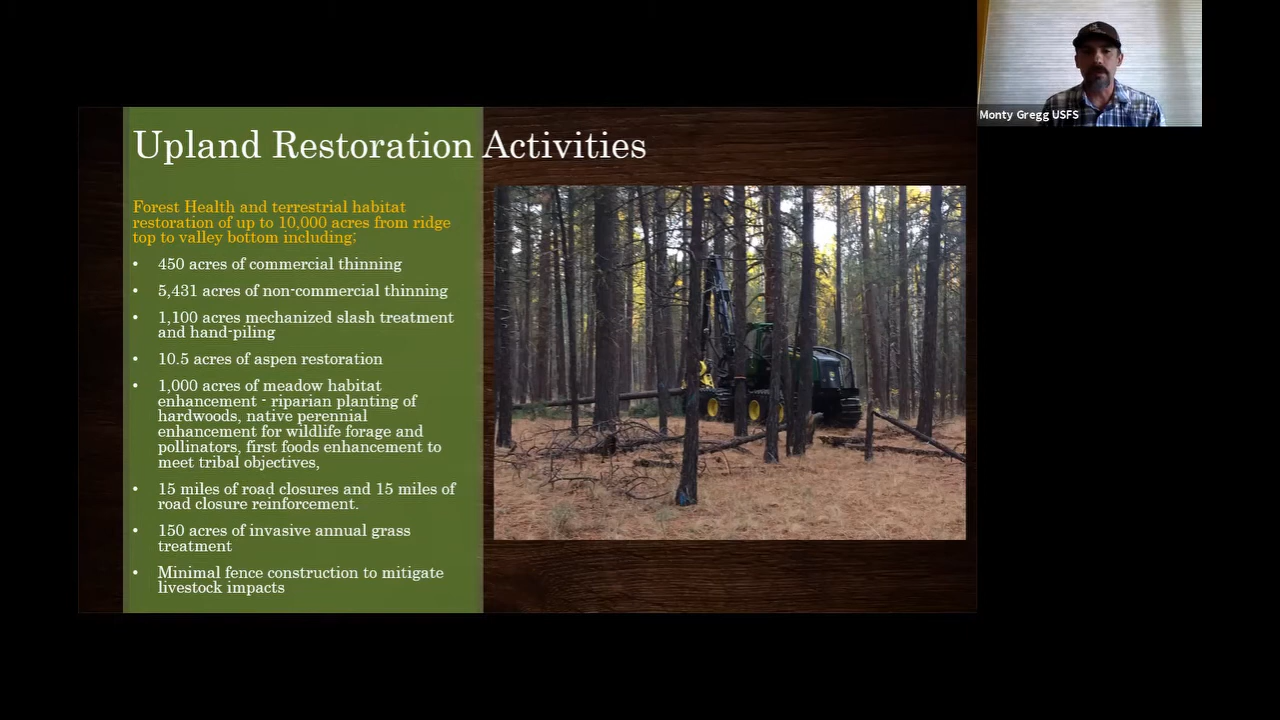 Monty Gregg USFS
Upland Restoration Activities
Forest Health and terrestrial habitat
restoration of up to 10,000 acres from ridge
top to valley bottom including;
• 450 acres of commercial thinning
• 5,431 acres of non-commercial thinning
• 1,100 acres mechanized slash treatment
and hand-piling
• 10.5 acres of aspen restoration
• 1,000 acres of meadow habitat
enhancement - riparian planting of
hardwoods, native perennial
enhancement for wildlife forage and
pollinators, first foods enhancement to
meet tribal objectives,
• 15 miles of road closures and 15 miles of
road closure reinforcement.
• 150 acres of invasive annual grass
treatment
• Minimal fence construction to mitigate
livestock impacts